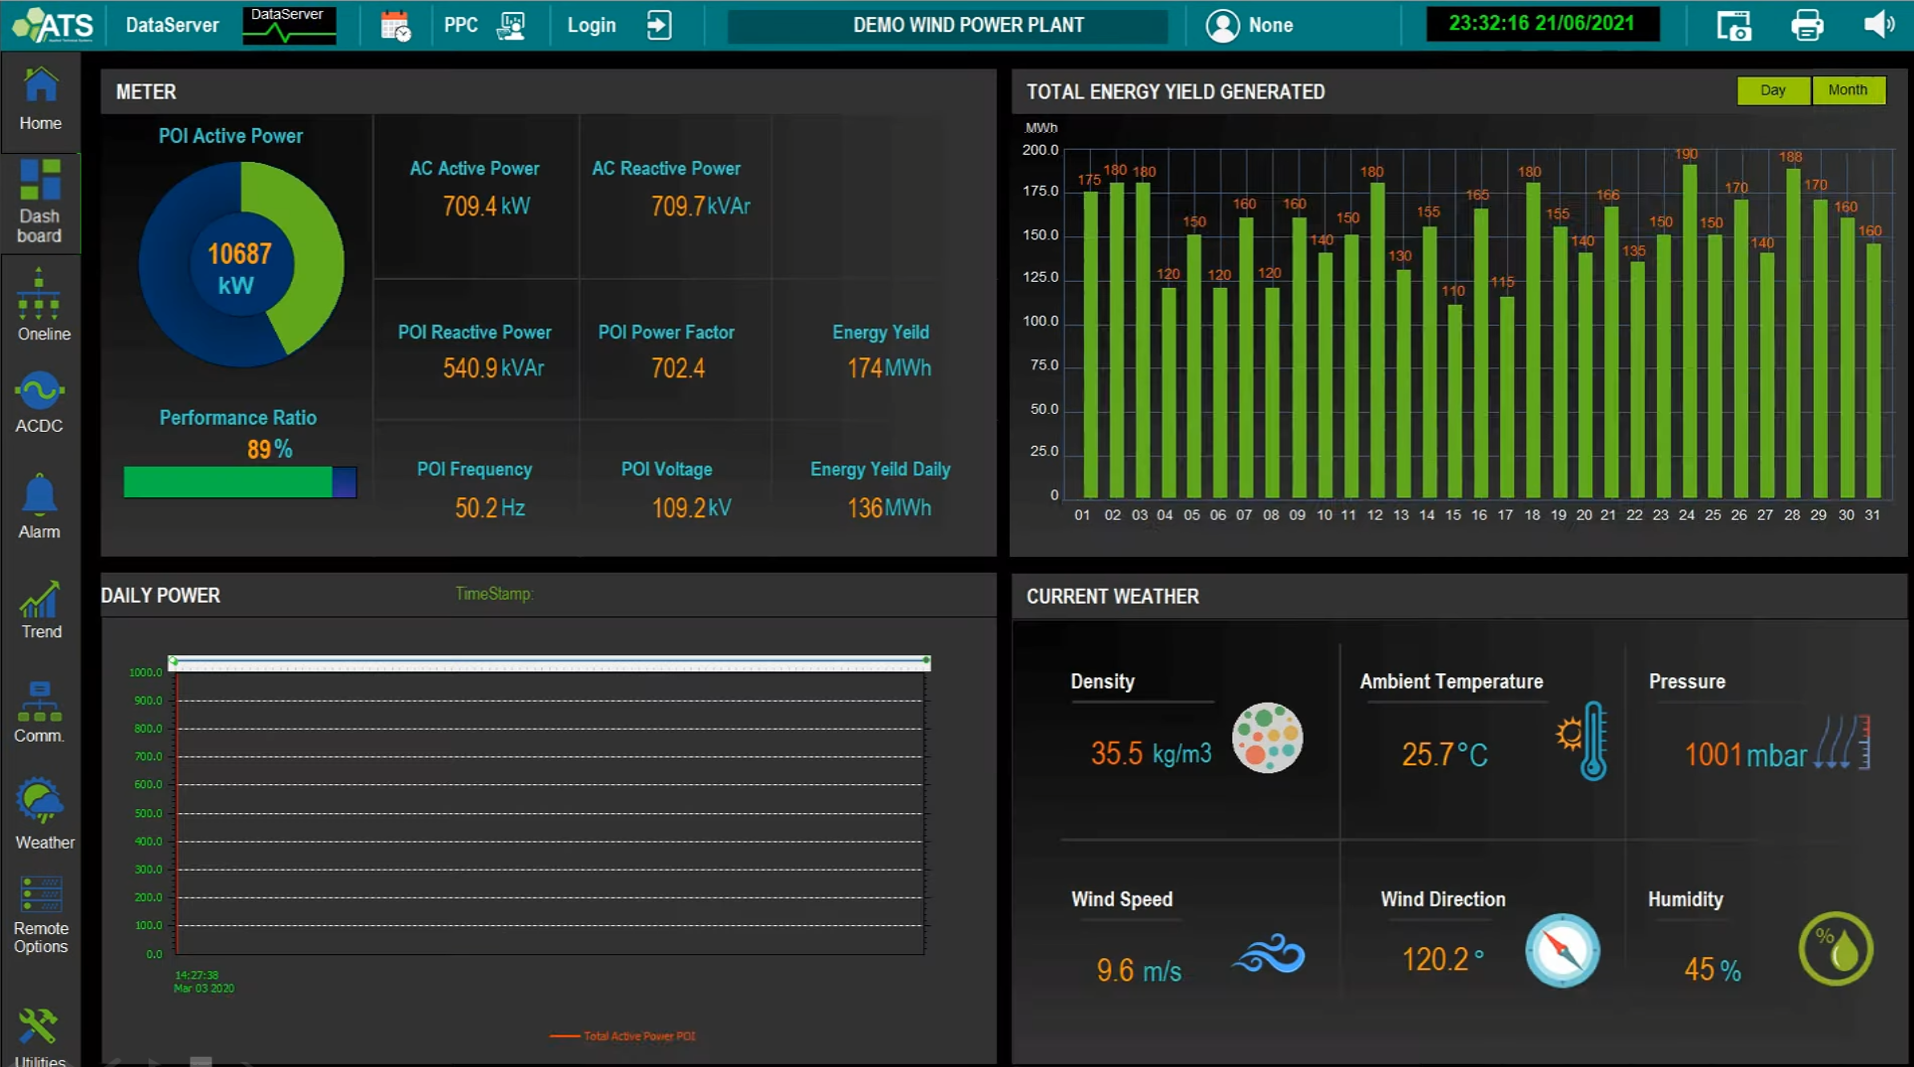 ATS
DataServer
DataServer
PPC
Login
DEMO WIND POWER PLANT
None
23:32:16 21/06/2021
Home
Dash
board
Oneline
ACDC
Alarm
Trend
Comm.
Weather
Remote
Options
Utilities
METER
POI Active Power
10687
kW
Performance Ratio
89 %
AC Active Power
709.4 kW
AC Reactive Power
709.7 kVAr
POI Reactive Power
540.9 kVAr
POI Power Factor
702.4
Energy Yeild
174 MWh
POI Frequency
50.2 Hz
POI Voltage
109.2 kV
Energy Yeild Daily
136 MWh
TOTAL ENERGY YIELD GENERATED
Day Month
MWh
200.0
175.0
150.0
125.0
100.0
75.0
50.0
25.0
0
175 180 180 120 150 120 160 120 160 140 150 180 130 155 110 165 115 180 155 140 166 135 150 190 150 170 140 188 170 160 160
01 02 03 04 05 06 07 08 09 10 11 12 13 14 15 16 17 18 19 20 21 22 23 24 25 26 27 28 29 30 31
DAILY POWER
TimeStamp:
1000.0
900.0
800.0
700.0
600.0
500.0
400.0
300.0
200.0
100.0
0.0
14:27:38
Mar 03 2020
Total Active Power POI
CURRENT WEATHER
Density
35.5 kg/m3
Ambient Temperature
25.7 °C
Pressure
1001 mbar
Wind Speed
9.6 m/s
Wind Direction
120.2 °
Humidity
45 %
%